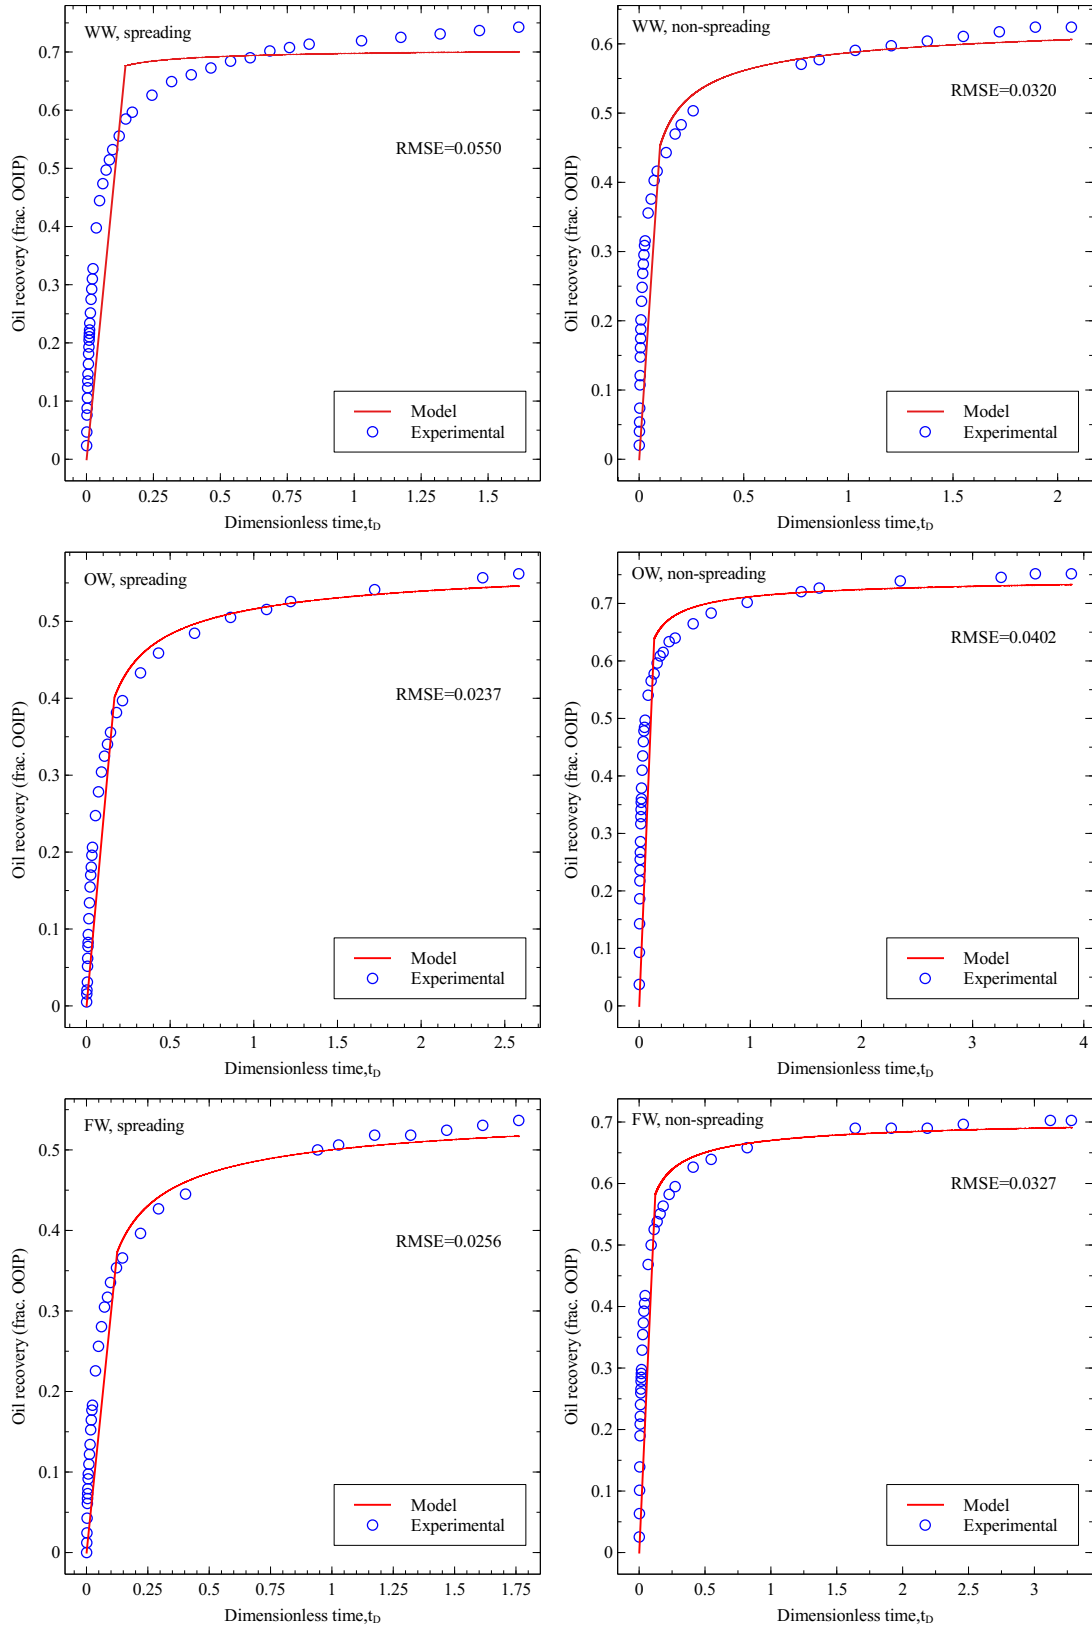 WW, spreading
RMSE=0.0550
Oil recovery (frac. OOIP)
0.7
0.6
0.5
0.4
0.3
0.2
0.1
0
Model
Experimental
0 0.25 0.5 0.75 1 1.25 1.5
Dimensionless time,tD
WW, non-spreading
RMSE=0.0320
Oil recovery (frac. OOIP)
0.6
0.5
0.4
0.3
0.2
0.1
0
Model
Experimental
0 0.5 1 1.5 2
Dimensionless time,tD
OW, spreading
RMSE=0.0237
Oil recovery (frac. OOIP)
0.5
0.4
0.3
0.2
0.1
0
Model
Experimental
0 0.5 1 1.5 2 2.5
Dimensionless time,tD
OW, non-spreading
RMSE=0.0402
Oil recovery (frac. OOIP)
0.7
0.6
0.5
0.4
0.3
0.2
0.1
0
Model
Experimental
0 1 2 3 4
Dimensionless time,tD
FW, spreading
RMSE=0.0256
Oil recovery (frac. OOIP)
0.5
0.4
0.3
0.2
0.1
0
Model
Experimental
0 0.25 0.5 0.75 1 1.25 1.5 1.75
Dimensionless time,tD
FW, non-spreading
RMSE=0.0327
Oil recovery (frac. OOIP)
0.7
0.6
0.5
0.4
0.3
0.2
0.1
0
Model
Experimental
0 0.5 1 1.5 2 2.5 3
Dimensionless time,tD